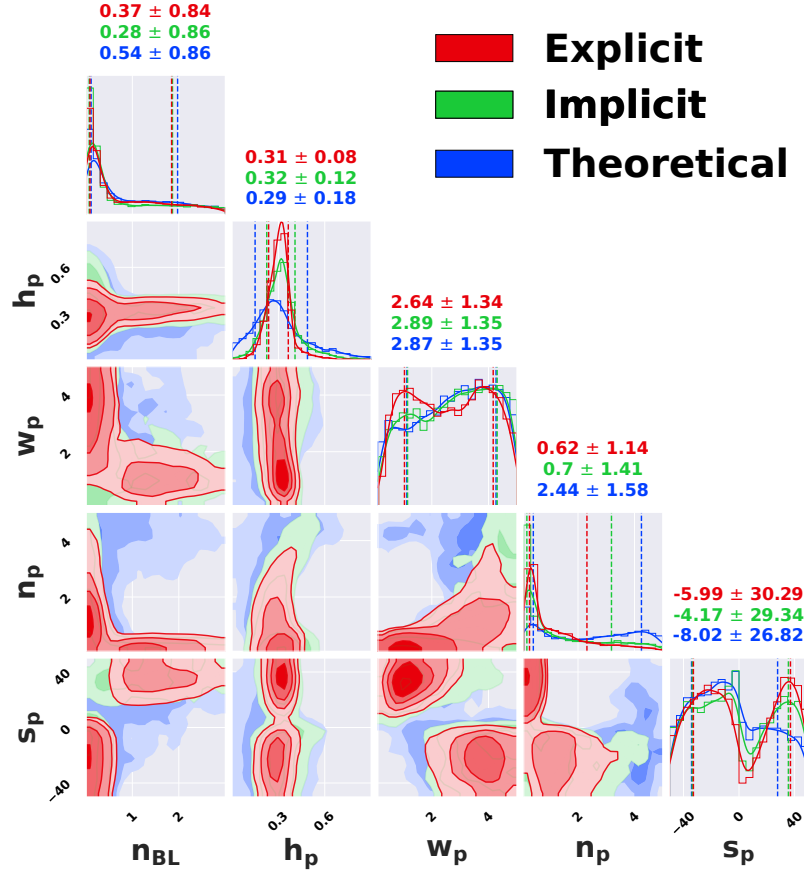 0.37 ± 0.84
0.28 ± 0.86
0.54 ± 0.86
Explicit
Implicit
Theoretical
0.31 ± 0.08
0.32 ± 0.12
0.29 ± 0.18
h_p
0.6
0.3
2.64 ± 1.34
2.89 ± 1.35
2.87 ± 1.35
w_p
4
2
0.62 ± 1.14
0.7 ± 1.41
2.44 ± 1.58
n_p
4
2
-5.99 ± 30.29
-4.17 ± 29.34
-8.02 ± 26.82
s_p
40
0
−40
1 2
0.3 0.6
2 4
2 4
−40 0 40
n_BL
h_p
w_p
n_p
s_p